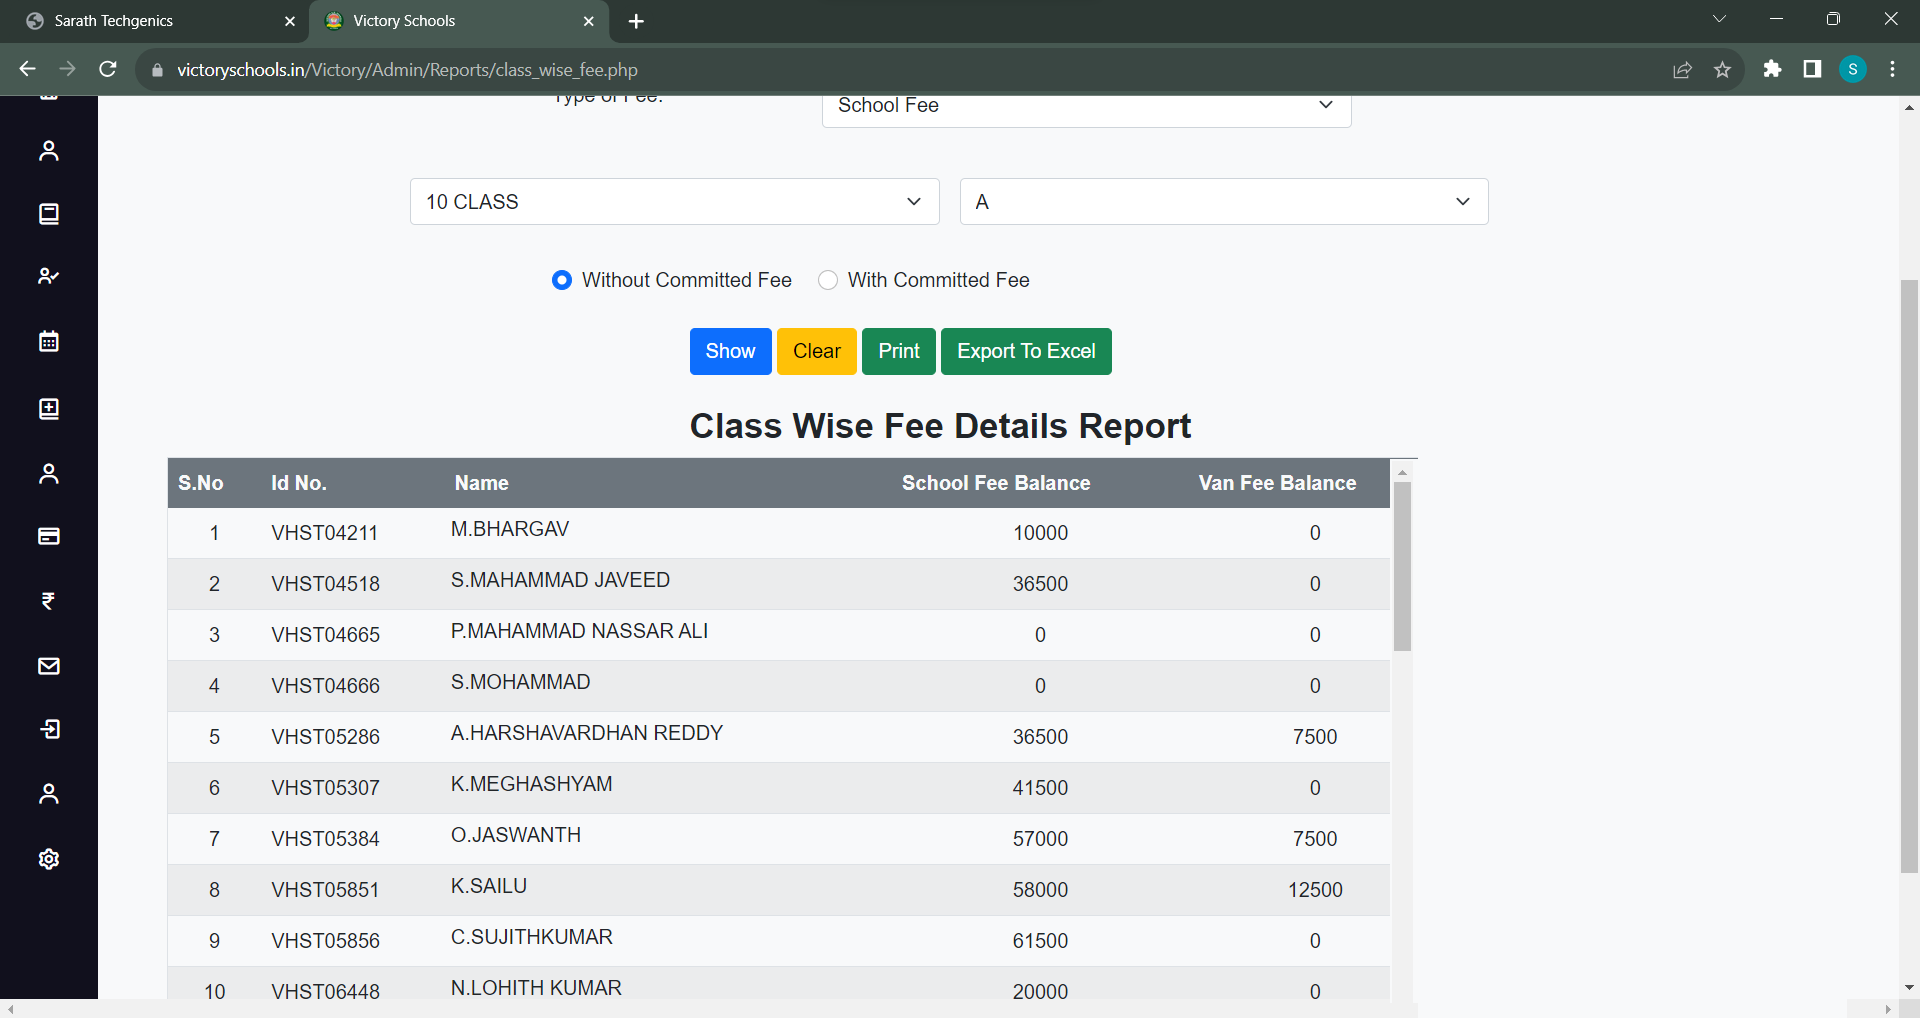 Sarath Techgenics
Victory Schools
victoryschools.in/Victory/Admin/Reports/class_wise_fee.php
S
Type of Fee:
School Fee
10 CLASS
A
Without Committed Fee
With Committed Fee
Show
Clear
Print
Export To Excel
Class Wise Fee Details Report
S.No Id No. Name School Fee Balance Van Fee Balance
1 VHST04211 M.BHARGAV 10000 0
2 VHST04518 S.MAHAMMAD JAVEED 36500 0
3 VHST04665 P.MAHAMMAD NASSAR ALI 0 0
4 VHST04666 S.MOHAMMAD 0 0
5 VHST05286 A.HARSHAVARDHAN REDDY 36500 7500
6 VHST05307 K.MEGHASHYAM 41500 0
7 VHST05384 O.JASWANTH 57000 7500
8 VHST05851 K.SAILU 58000 12500
9 VHST05856 C.SUJITHKUMAR 61500 0
10 VHST06448 N.LOHITH KUMAR 20000 0